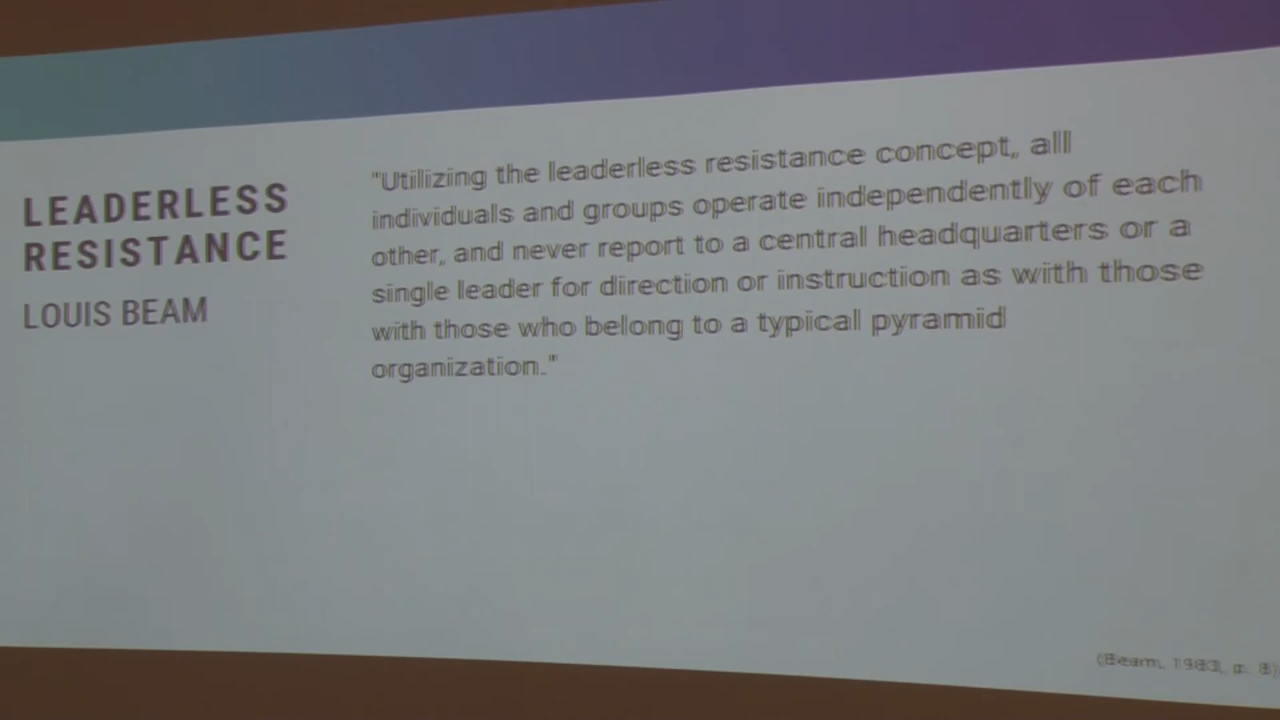 LEADERLESS
RESISTANCE
LOUIS BEAM
"Utilizing the leaderless resistance concept, all
individuals and groups operate independently of each
other, and never report to a central headquarters or a
single leader for direction or instruction as with those
with those who belong to a typical pyramid
organization."
(Beam, 1983, p. 8)